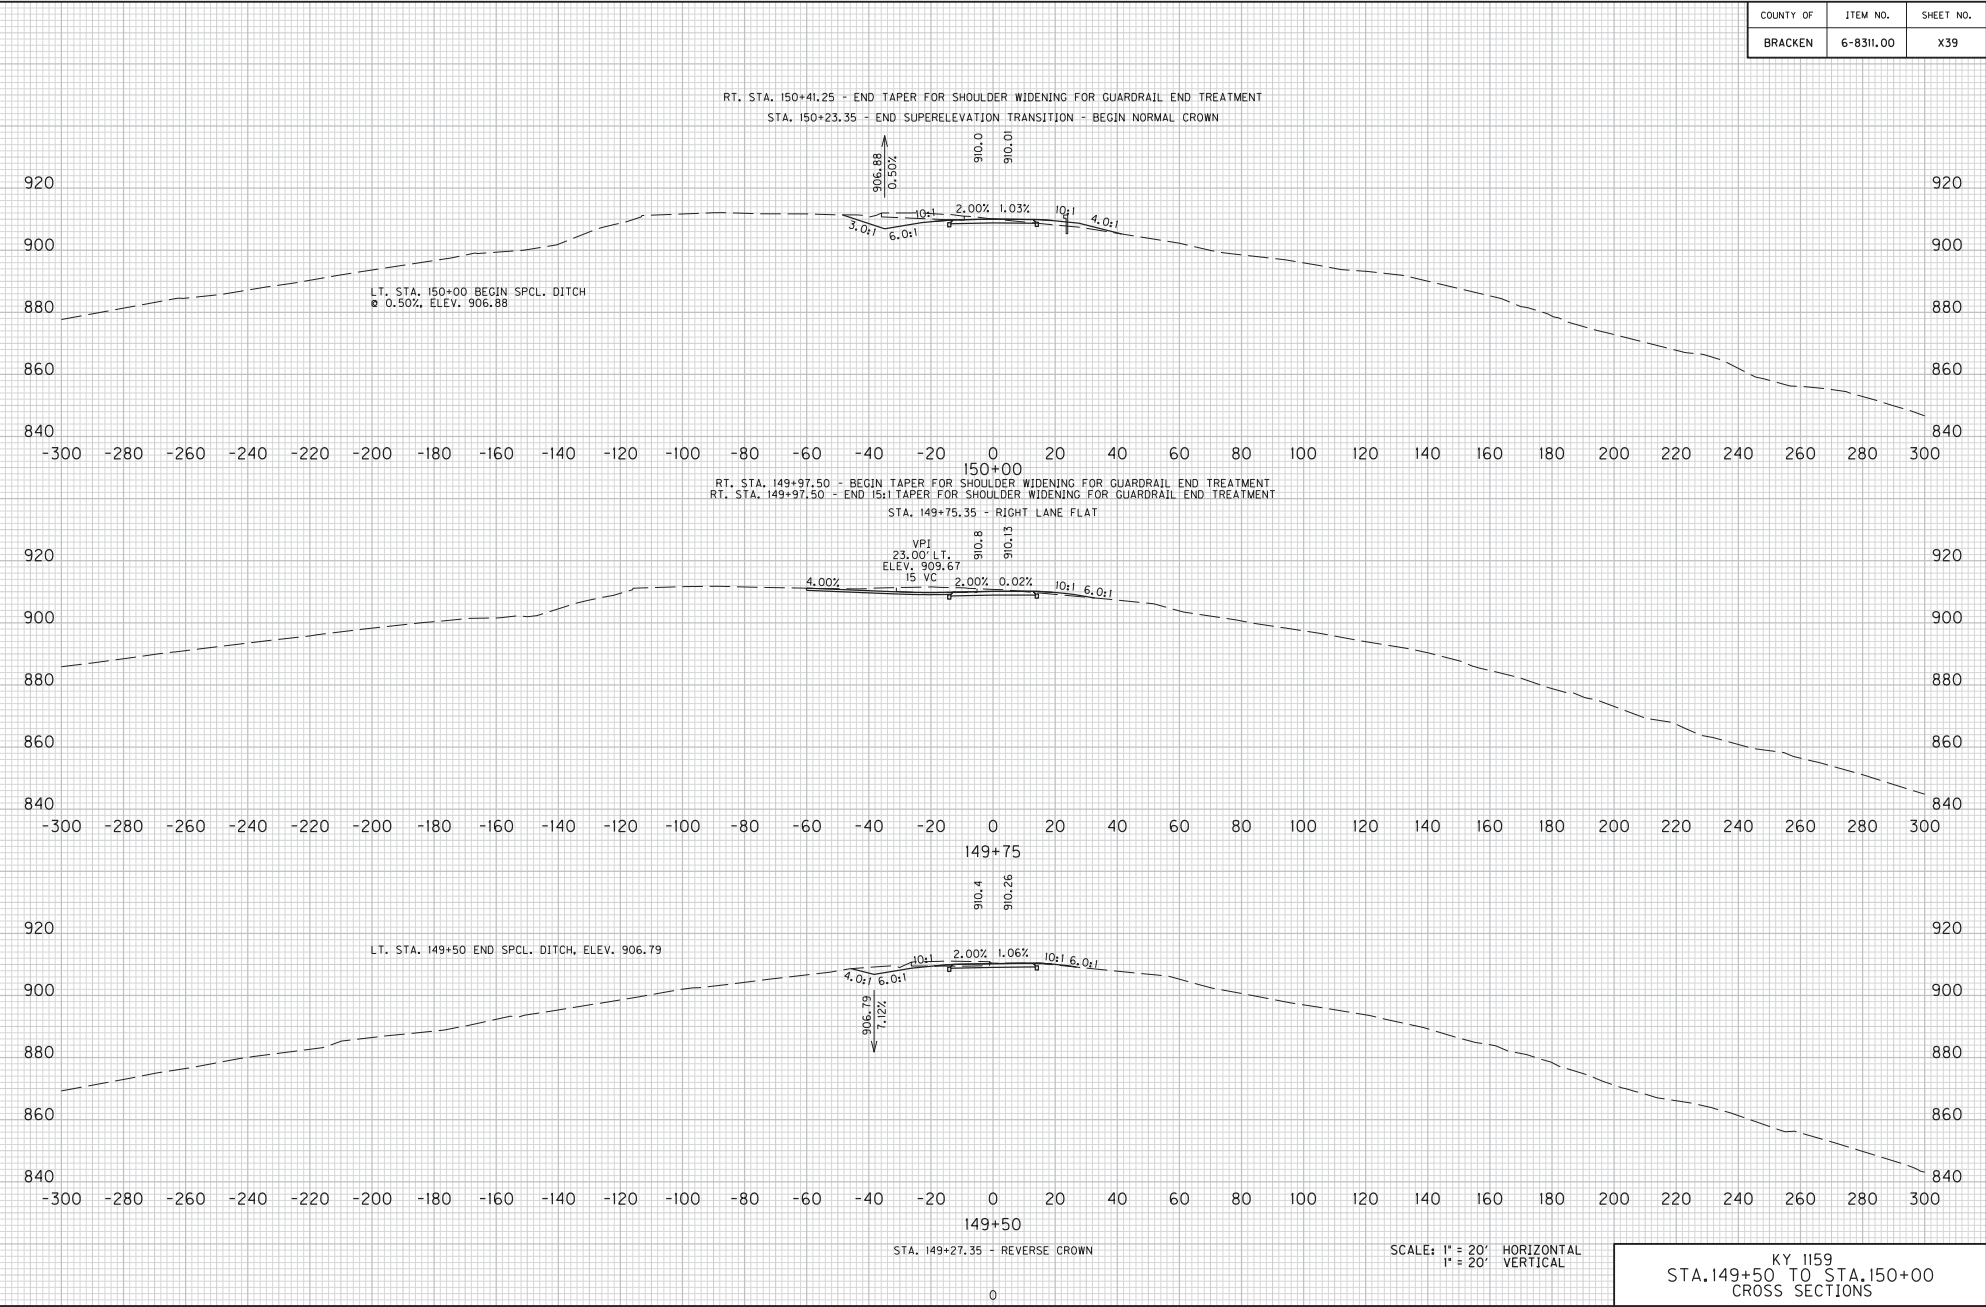 COUNTY OF ITEM NO. SHEET NO.
BRACKEN 6-8311.00 X39
RT. STA. 150+41.25 - END TAPER FOR SHOULDER WIDENING FOR GUARDRAIL END TREATMENT
STA. 150+23.35 - END SUPERELEVATION TRANSITION - BEGIN NORMAL CROWN
906.88
0.50%
910.0
910.01
920 920
10:1 2.00% 1.03% 10:1
3.0:1 6.0:1 4.0:1
900 900
LT. STA. 150+00 BEGIN SPCL. DITCH
@ 0.50%, ELEV. 906.88
880 880
860 860
840 840
-300 -280 -260 -240 -220 -200 -180 -160 -140 -120 -100 -80 -60 -40 -20 0 20 40 60 80 100 120 140 160 180 200 220 240 260 280 300
150+00
RT. STA. 149+97.50 - BEGIN TAPER FOR SHOULDER WIDENING FOR GUARDRAIL END TREATMENT
RT. STA. 149+97.50 - END 15:1 TAPER FOR SHOULDER WIDENING FOR GUARDRAIL END TREATMENT
STA. 149+75.35 - RIGHT LANE FLAT
910.8
910.13
VPI
23.00' LT.
ELEV. 909.67
15 VC
920 920
4.00% 2.00% 0.02% 10:1 6.0:1
900 900
880 880
860 860
840 840
-300 -280 -260 -240 -220 -200 -180 -160 -140 -120 -100 -80 -60 -40 -20 0 20 40 60 80 100 120 140 160 180 200 220 240 260 280 300
149+75
910.4
910.26
920 920
LT. STA. 149+50 END SPCL. DITCH, ELEV. 906.79
10:1 2.00% 1.06% 10:1 6.0:1
4.0:1 6.0:1
900 900
906.79
7.12%
880 880
860 860
840 840
-300 -280 -260 -240 -220 -200 -180 -160 -140 -120 -100 -80 -60 -40 -20 0 20 40 60 80 100 120 140 160 180 200 220 240 260 280 300
149+50
STA. 149+27.35 - REVERSE CROWN
SCALE: 1" = 20' HORIZONTAL
1" = 20' VERTICAL
0
KY 1159
STA.149+50 TO STA.150+00
CROSS SECTIONS